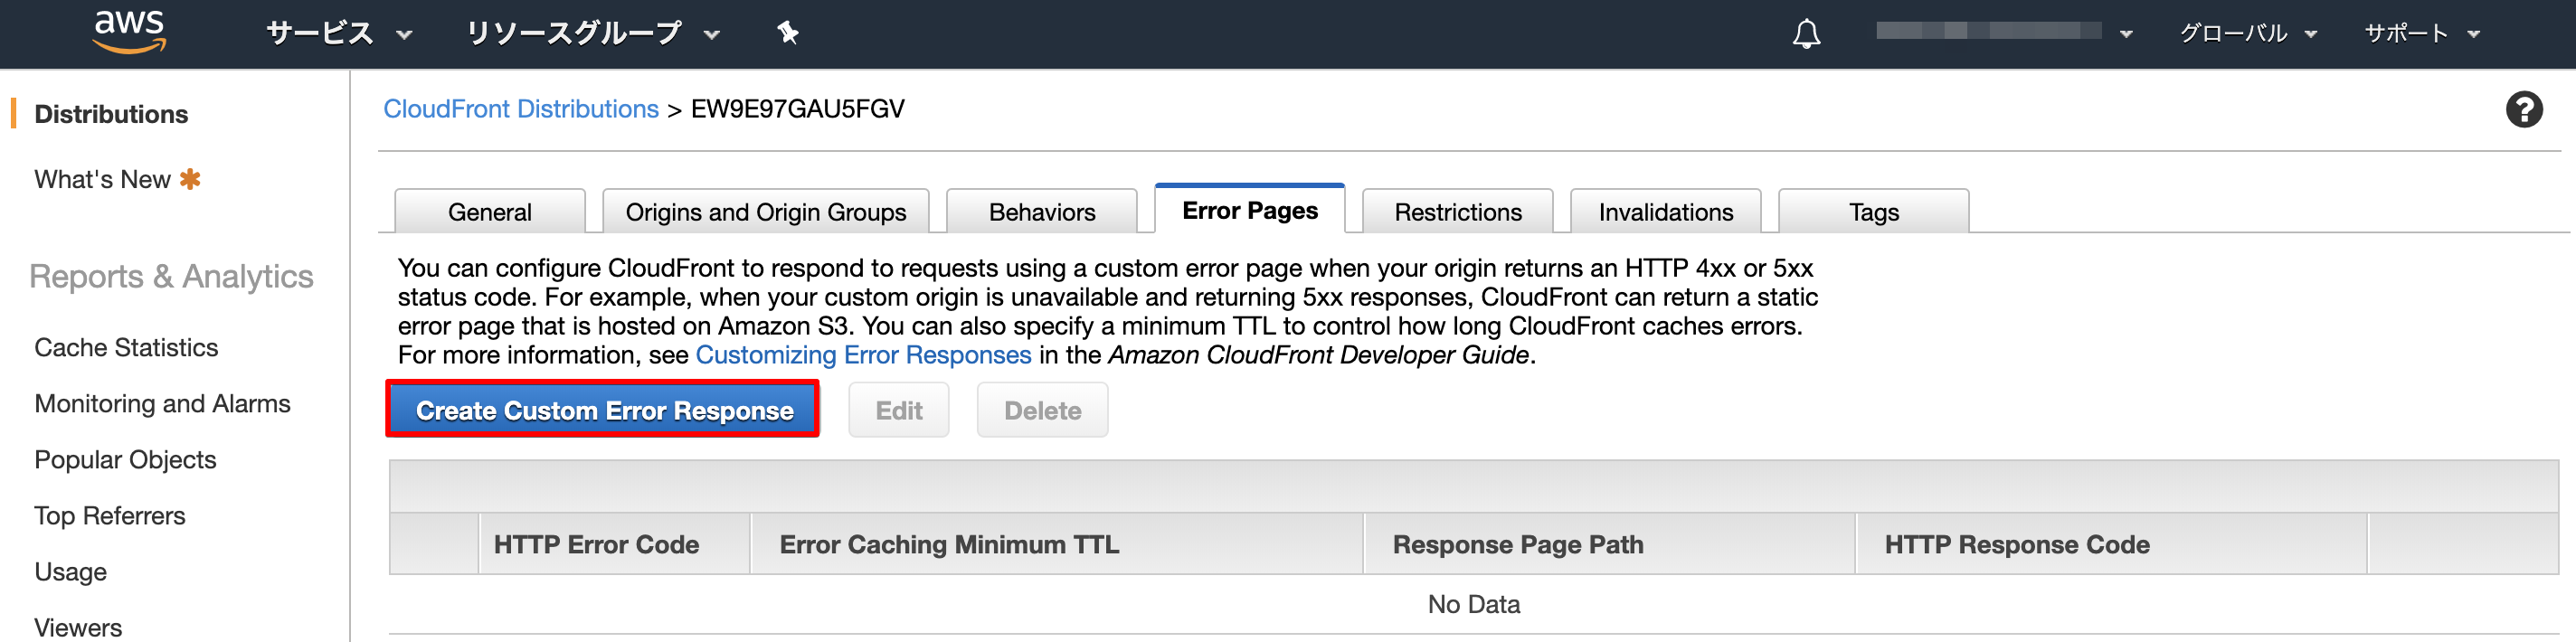 aws サービス リソースグループ グローバル サポート
Distributions
What's New
Reports & Analytics
Cache Statistics
Monitoring and Alarms
Popular Objects
Top Referrers
Usage
Viewers
CloudFront Distributions > EW9E97GAU5FGV
General Origins and Origin Groups Behaviors Error Pages Restrictions Invalidations Tags
You can configure CloudFront to respond to requests using a custom error page when your origin returns an HTTP 4xx or 5xx
status code. For example, when your custom origin is unavailable and returning 5xx responses, CloudFront can return a static
error page that is hosted on Amazon S3. You can also specify a minimum TTL to control how long CloudFront caches errors.
For more information, see Customizing Error Responses in the Amazon CloudFront Developer Guide.
Create Custom Error Response Edit Delete
HTTP Error Code Error Caching Minimum TTL Response Page Path HTTP Response Code
No Data